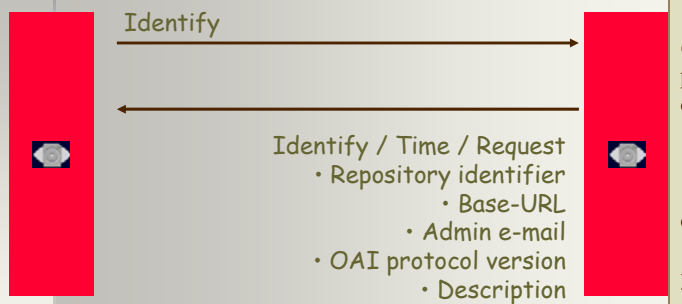 Identify
Identify / Time / Request
• Repository identifier
• Base-URL
• Admin e-mail
• OAI protocol version
• Description